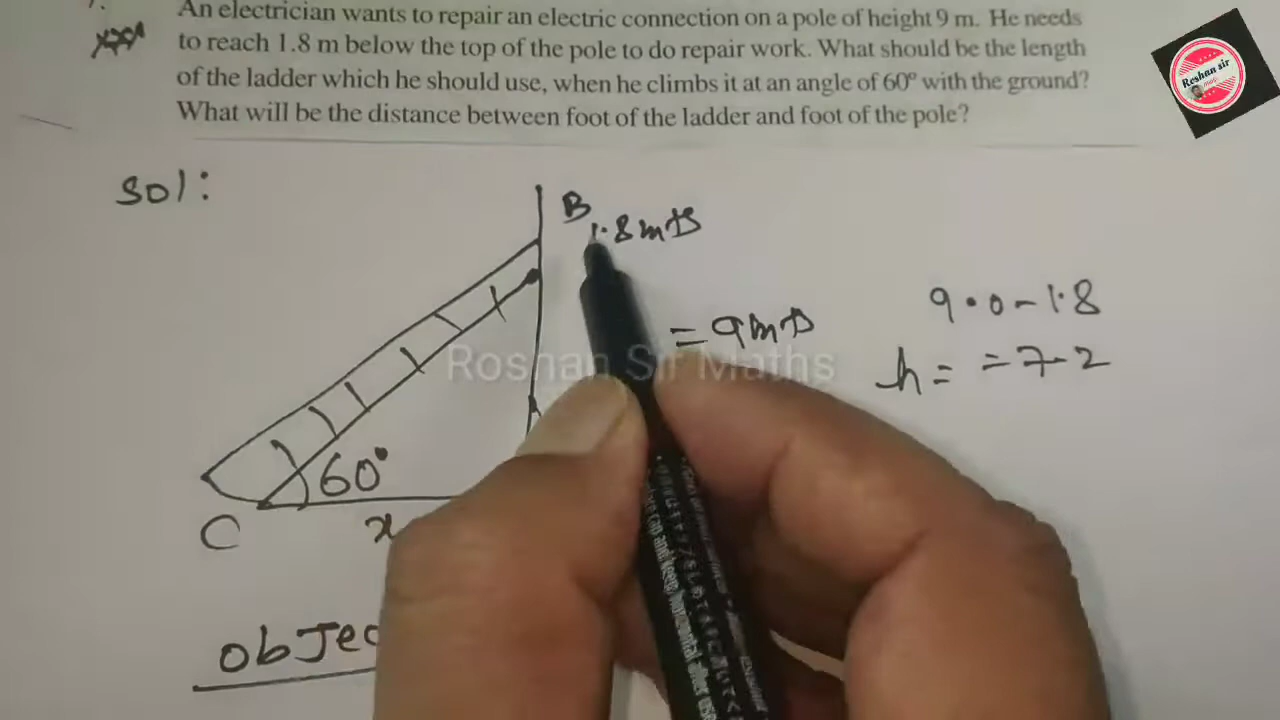 An electrician wants to repair an electric connection on a pole of height 9 m. He needs
to reach 1.8 m below the top of the pole to do repair work. What should be the length
of the ladder which he should use, when he climbs it at an angle of 60° with the ground?
What will be the distance between foot of the ladder and foot of the pole?
Roshan sir
Sol:
B
1.8 mts
= 9mts
9.0-1.8
h = = 7.2
Roshan Sir Maths
60°
C
x
objec